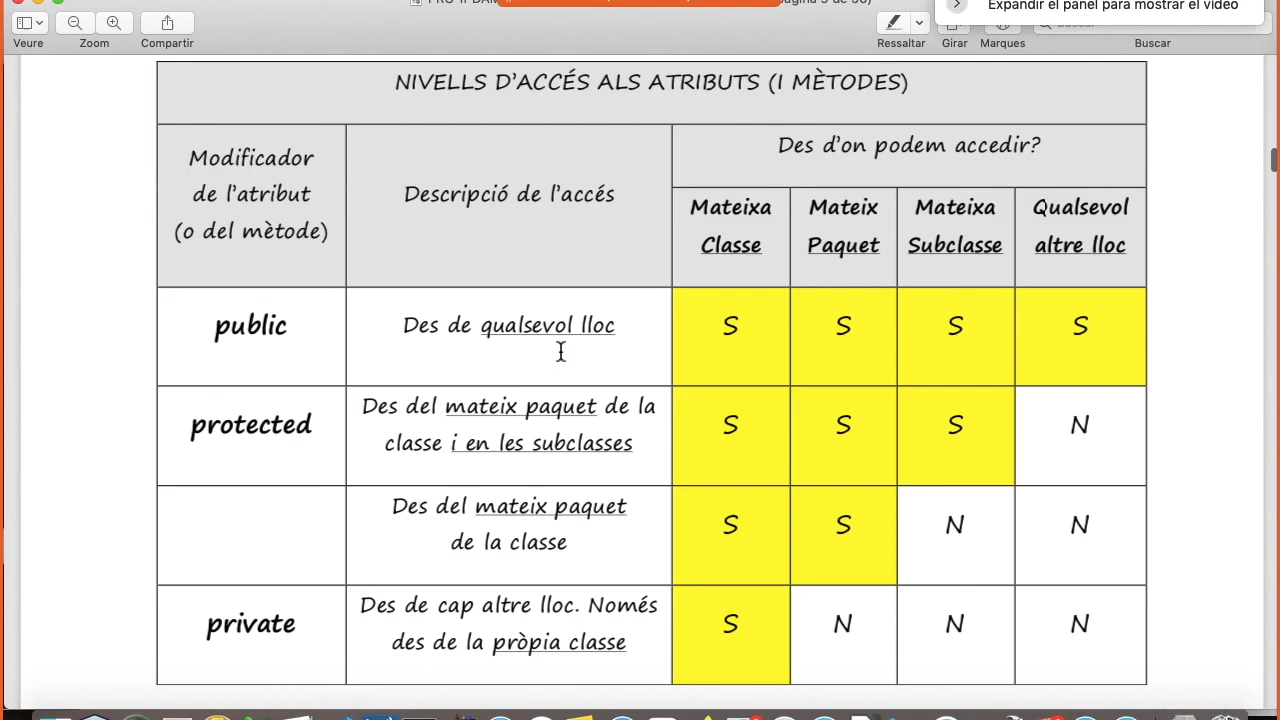 Expandir el panel para mostrar el vídeo
Veure
Zoom
Compartir
Ressaltar
Girar
Marques
Buscar
NIVELLS D'ACCÉS ALS ATRIBUTS (I MÈTODES)
Modificador
de l'atribut
(o del mètode)
Descripció de l'accés
Des d'on podem accedir?
Mateixa
Classe
Mateix
Paquet
Mateixa
Subclasse
Qualsevol
altre lloc
public
Des de qualsevol lloc
S S S S
protected
Des del mateix paquet de la
classe i en les subclasses
S S S N
Des del mateix paquet
de la classe
S S N N
private
Des de cap altre lloc. Només
des de la pròpia classe
S N N N